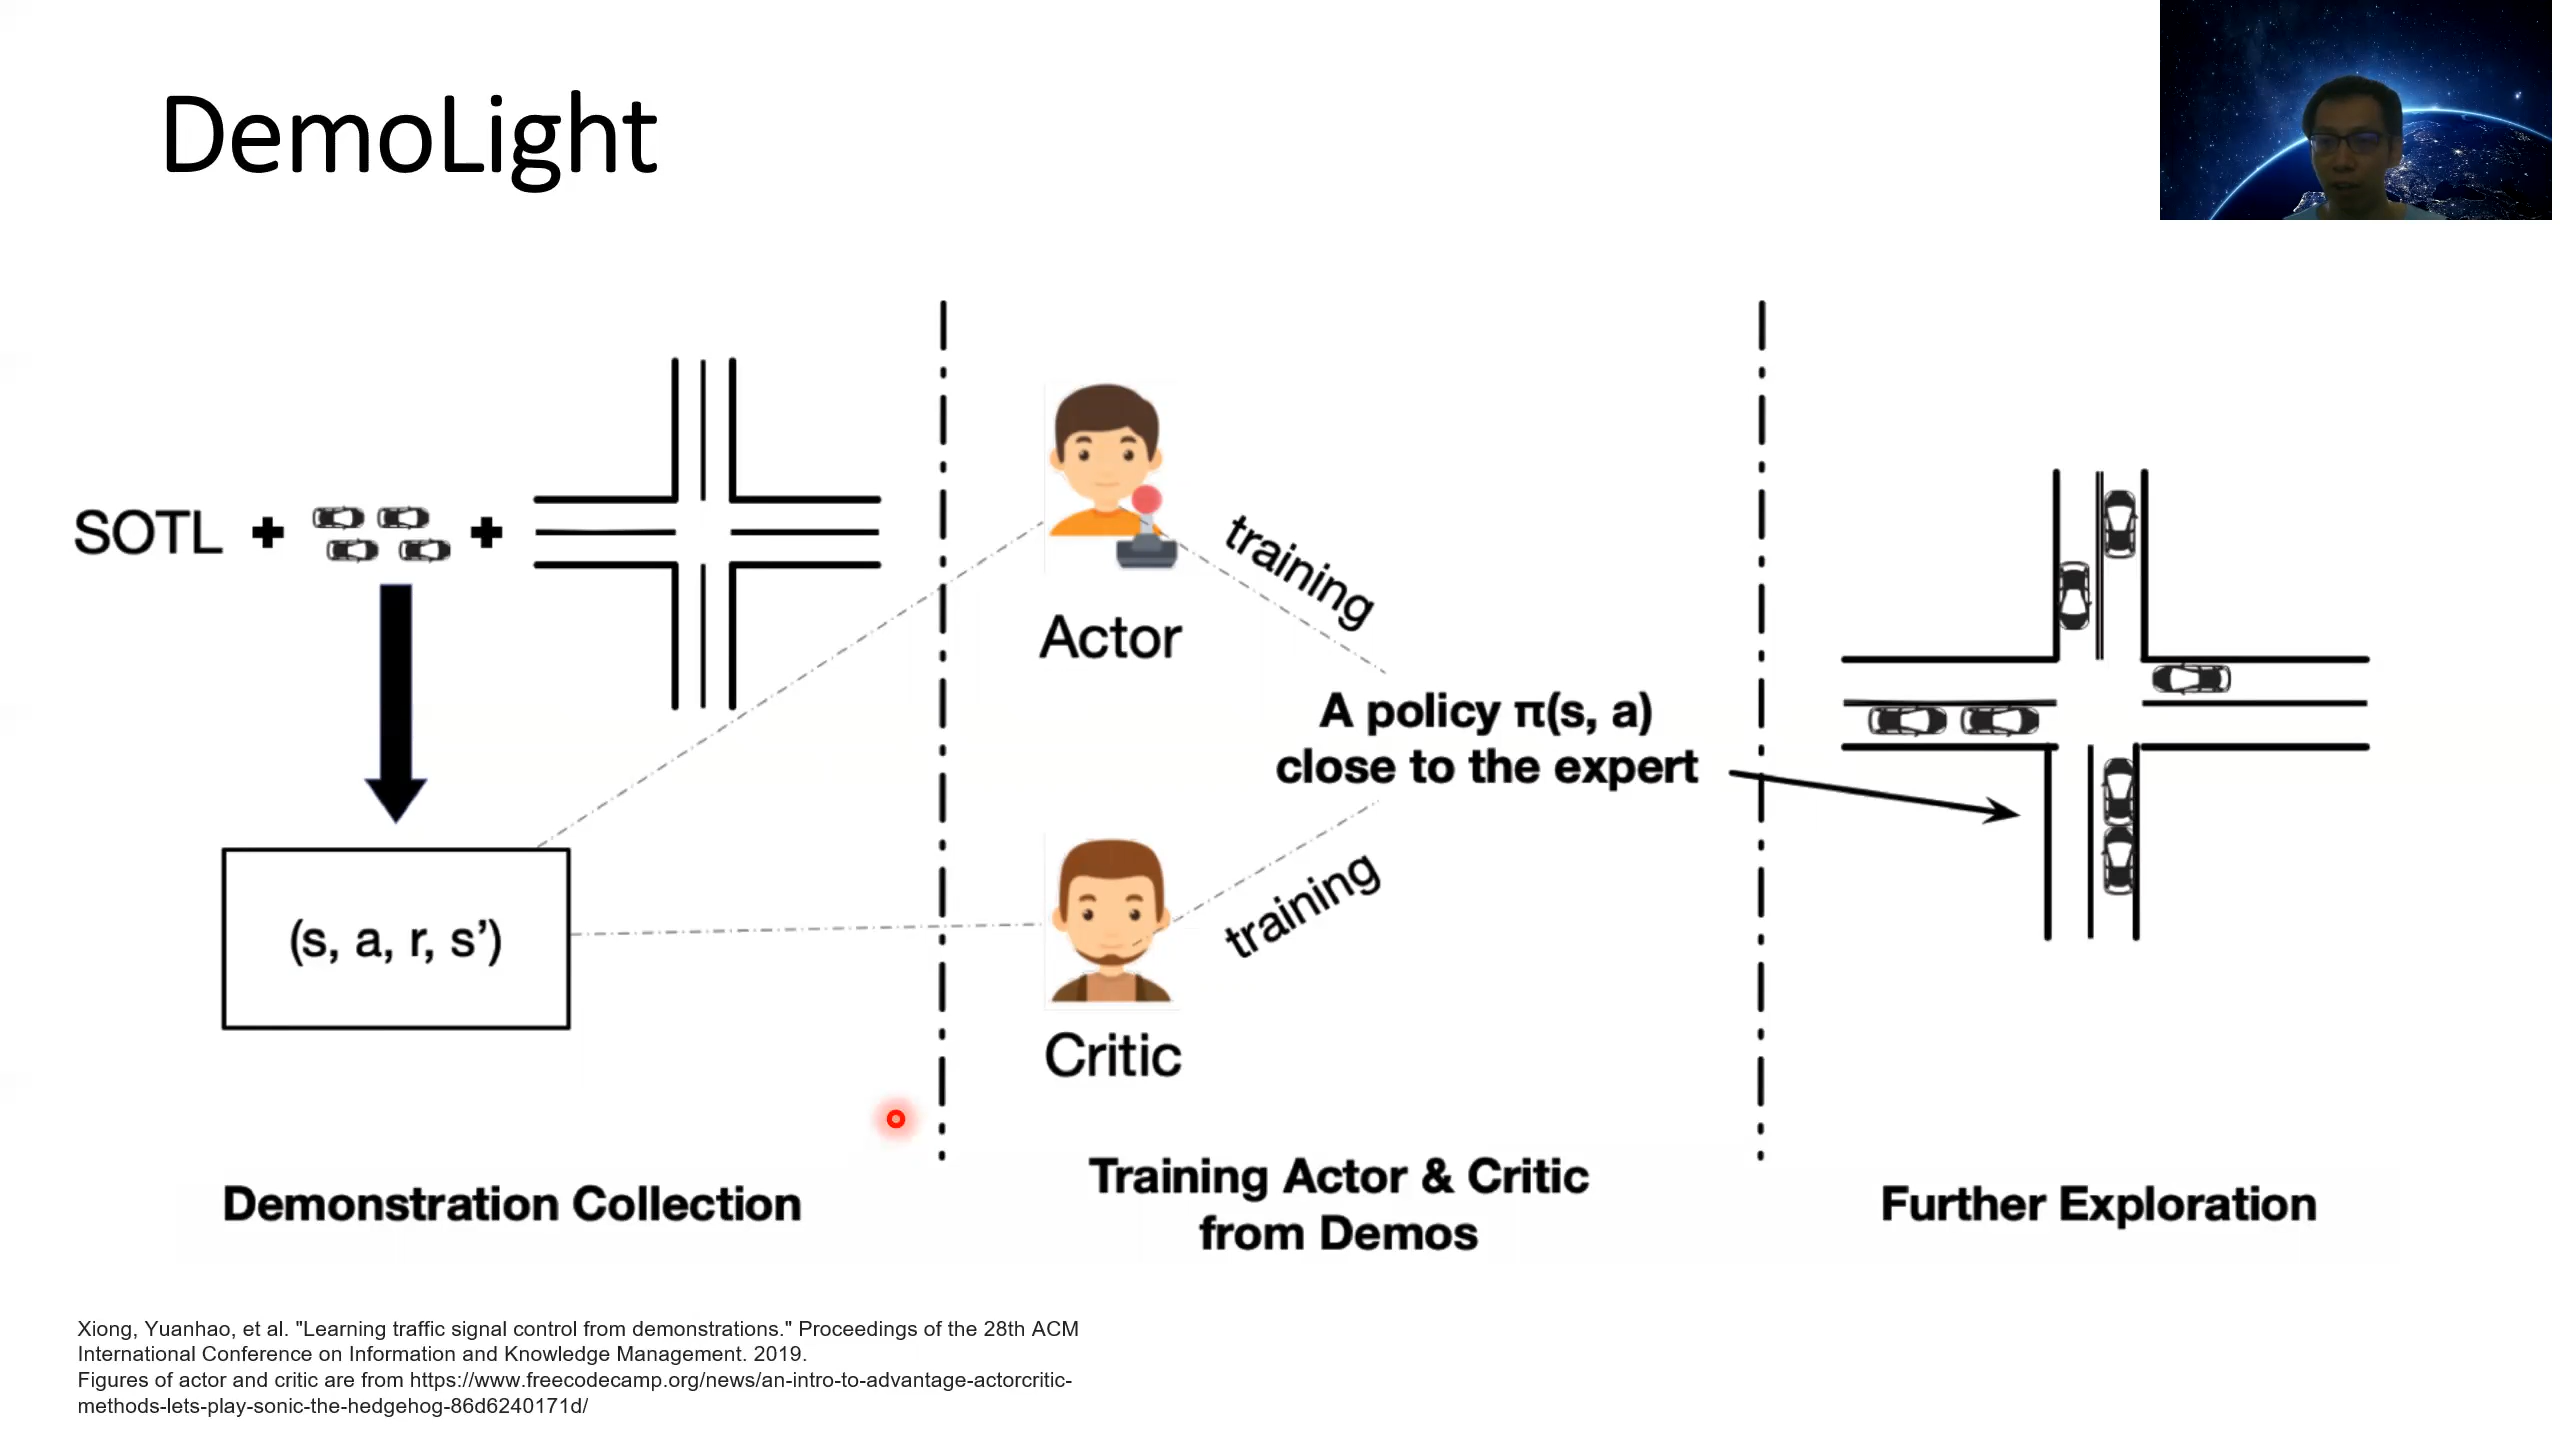 DemoLight
SOTL
(s, a, r, s’)
Actor
Critic
training
training
A policy π(s, a)
close to the expert
Demonstration Collection
Training Actor & Critic
from Demos
Further Exploration
Xiong, Yuanhao, et al. "Learning traffic signal control from demonstrations." Proceedings of the 28th ACM
International Conference on Information and Knowledge Management. 2019.
Figures of actor and critic are from https://www.freecodecamp.org/news/an-intro-to-advantage-actorcritic-
methods-lets-play-sonic-the-hedgehog-86d6240171d/